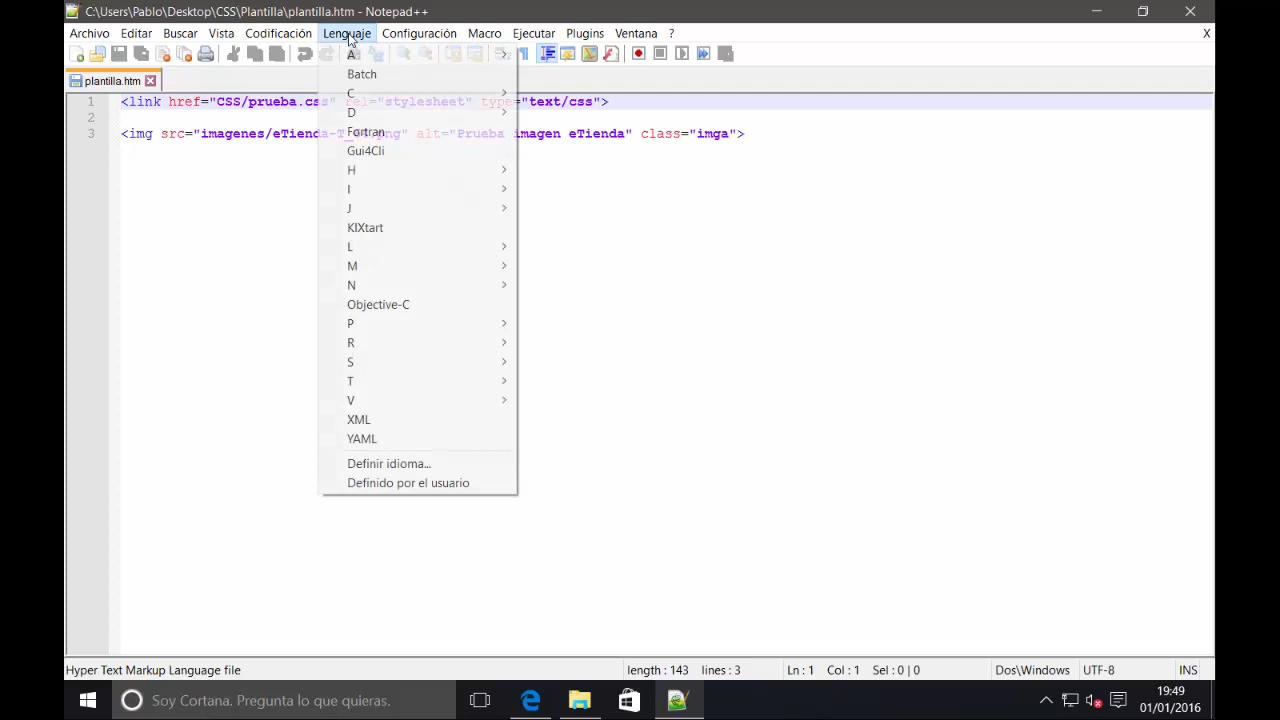 C:\Users\Pablo\Desktop\CSS\Plantilla\plantilla.htm - Notepad++
Archivo Editar Buscar Vista Codificación Lenguaje Configuración Macro Ejecutar Plugins Ventana ? X
plantilla.htm
1 <link href="CSS/prueba.css" rel="stylesheet" type="text/css">
2
3 <img src="imagenes/eTienda-T_ png" alt="Prueba imagen eTienda" class="imga">
A
Batch
C
D
Fortran
Gui4Cli
H
I
J
KIXtart
L
M
N
Objective-C
P
R
S
T
V
XML
YAML
Definir idioma...
Definido por el usuario
Hyper Text Markup Language file length : 143 lines : 3 Ln : 1 Col : 1 Sel : 0 | 0 Dos\Windows UTF-8 INS
Soy Cortana. Pregunta lo que quieras.
19:49
01/01/2016